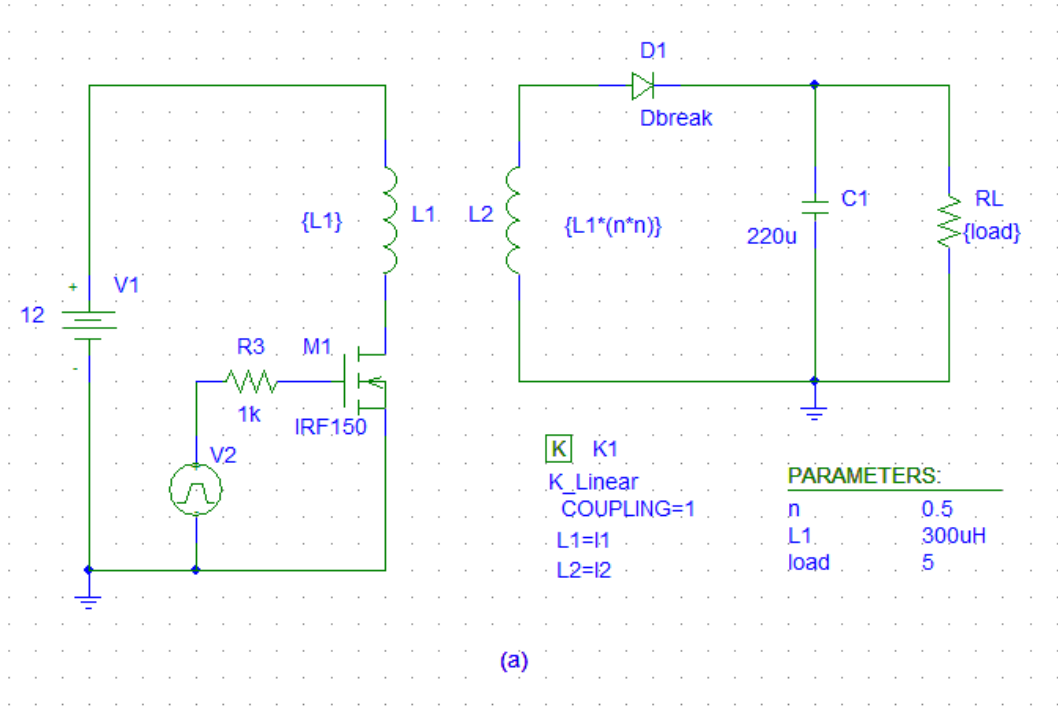 D1
Dbreak
{L1}
L1
L2
{L1*(n*n)}
C1
220u
RL
{load}
+
V1
12
-
R3
1k
M1
IRF150
V2
K
K1
K_Linear
COUPLING=1
L1=l1
L2=l2
PARAMETERS:
n 0.5
L1 300uH
load 5
(a)